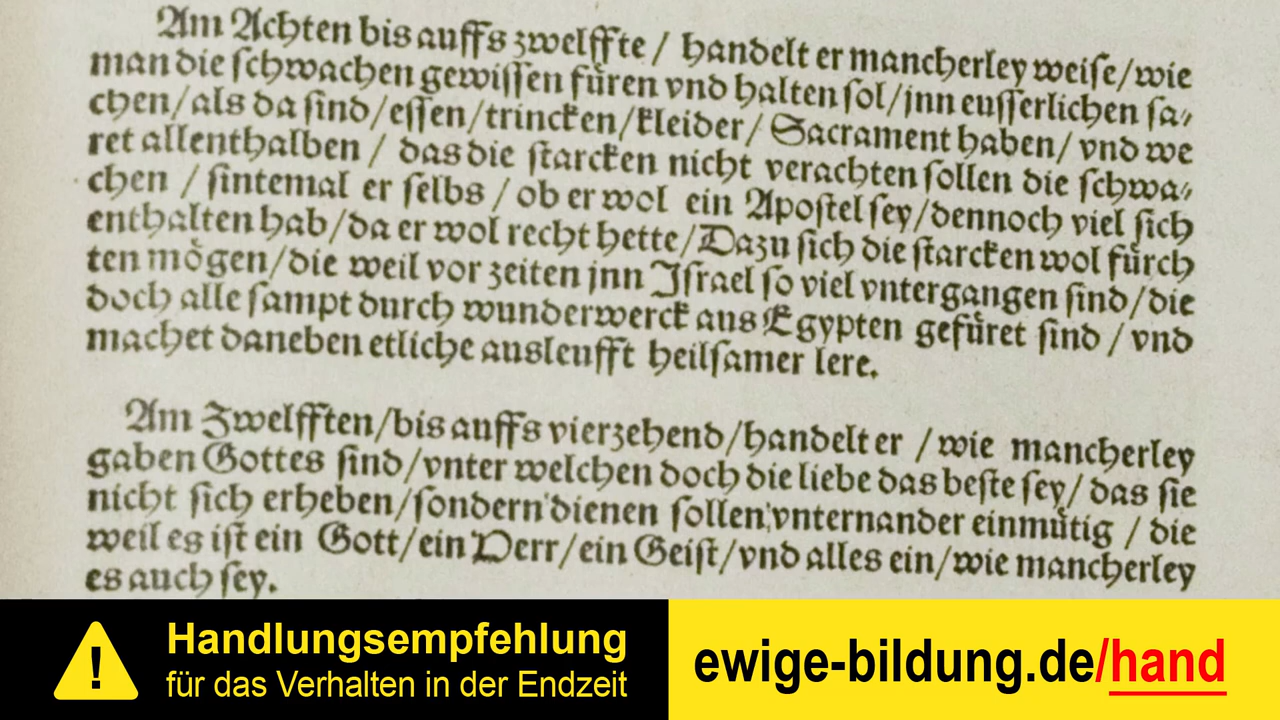 Am Achten bis auffs zwelffte / handelt er mancherley weise/wie
man die schwachen gewissen füren vnd halten sol/jnn eusserlichen sa-
chen/als da sind/essen/trincken/kleider/ Sacrament haben/ vnd we
ret allenthalben / das die starcken nicht verachten sollen die schwa-
chen / sintemal er selbs / ob er wol ein Apostel sey/dennoch viel sich
enthalten hab/da er wol recht hette/Dazu sich die starcken wol fürch
ten mögen/die weil vor zeiten jnn Israel so viel vntergangen sind/die
doch alle sampt durch wunderwerck aus Egypten gefüret sind / vnd
machet daneben etliche ausleufft heilsamer lere.
Am Zwelfften/bis auffs vierzehend/handelt er / wie mancherley
gaben Gottes sind/vnter welchen doch die liebe das beste sey/ das sie
nicht sich erheben/sondern dienen sollen vnternander einmütig / die
weil es ist ein Gott/ein Herr/ein Geist/vnd alles ein/wie mancherley
es auch sey.
! Handlungsempfehlung
für das Verhalten in der Endzeit
ewige-bildung.de/hand